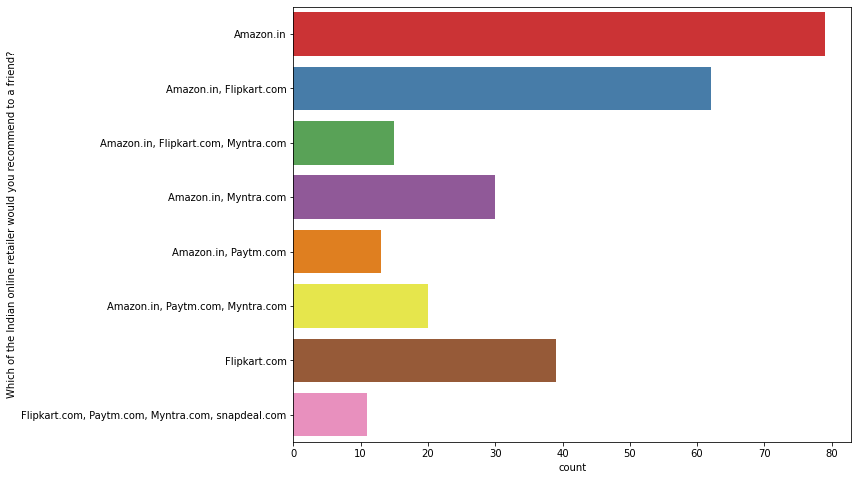 Which of the Indian online retailer would you recommend to a friend?
Amazon.in
Amazon.in, Flipkart.com
Amazon.in, Flipkart.com, Myntra.com
Amazon.in, Myntra.com
Amazon.in, Paytm.com
Amazon.in, Paytm.com, Myntra.com
Flipkart.com
Flipkart.com, Paytm.com, Myntra.com, snapdeal.com
0 10 20 30 40 50 60 70 80
count